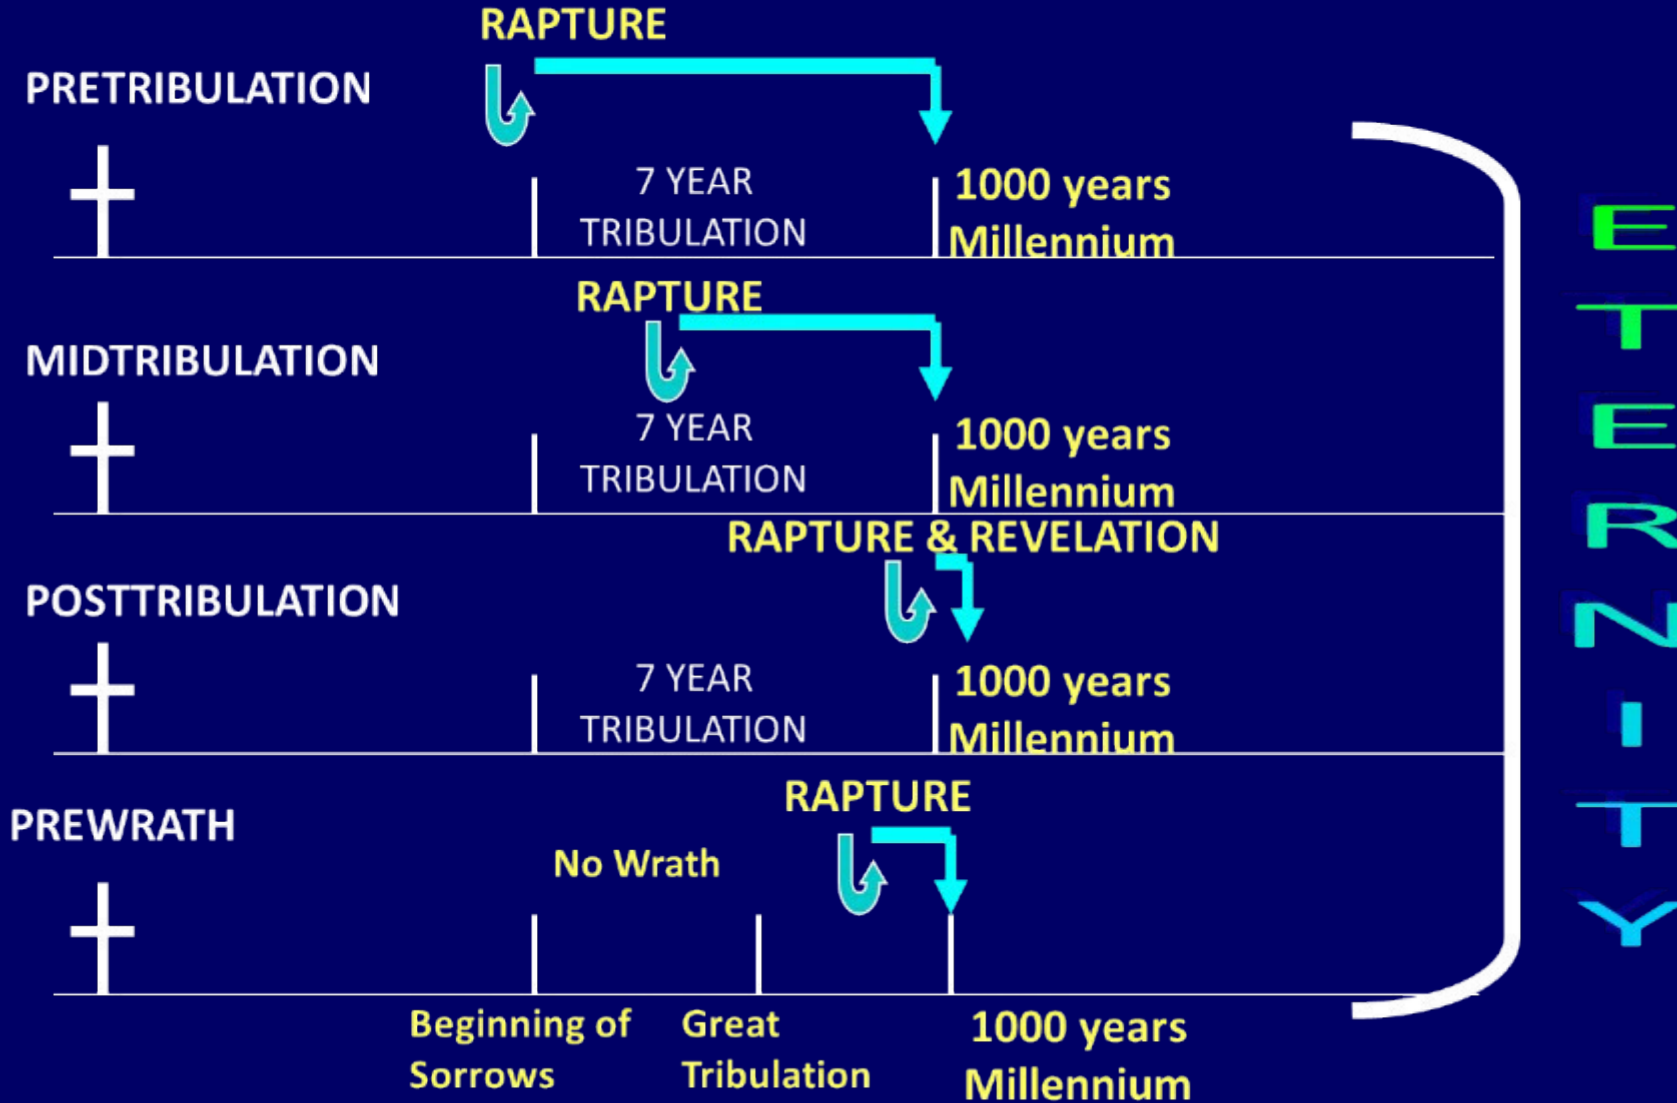 RAPTURE
PRETRIBULATION
7 YEAR
TRIBULATION
1000 years
Millennium
RAPTURE
MIDTRIBULATION
7 YEAR
TRIBULATION
1000 years
Millennium
RAPTURE & REVELATION
POSTTRIBULATION
7 YEAR
TRIBULATION
1000 years
Millennium
RAPTURE
PREWRATH
No Wrath
Beginning of
Sorrows
Great
Tribulation
1000 years
Millennium
ETERNITY